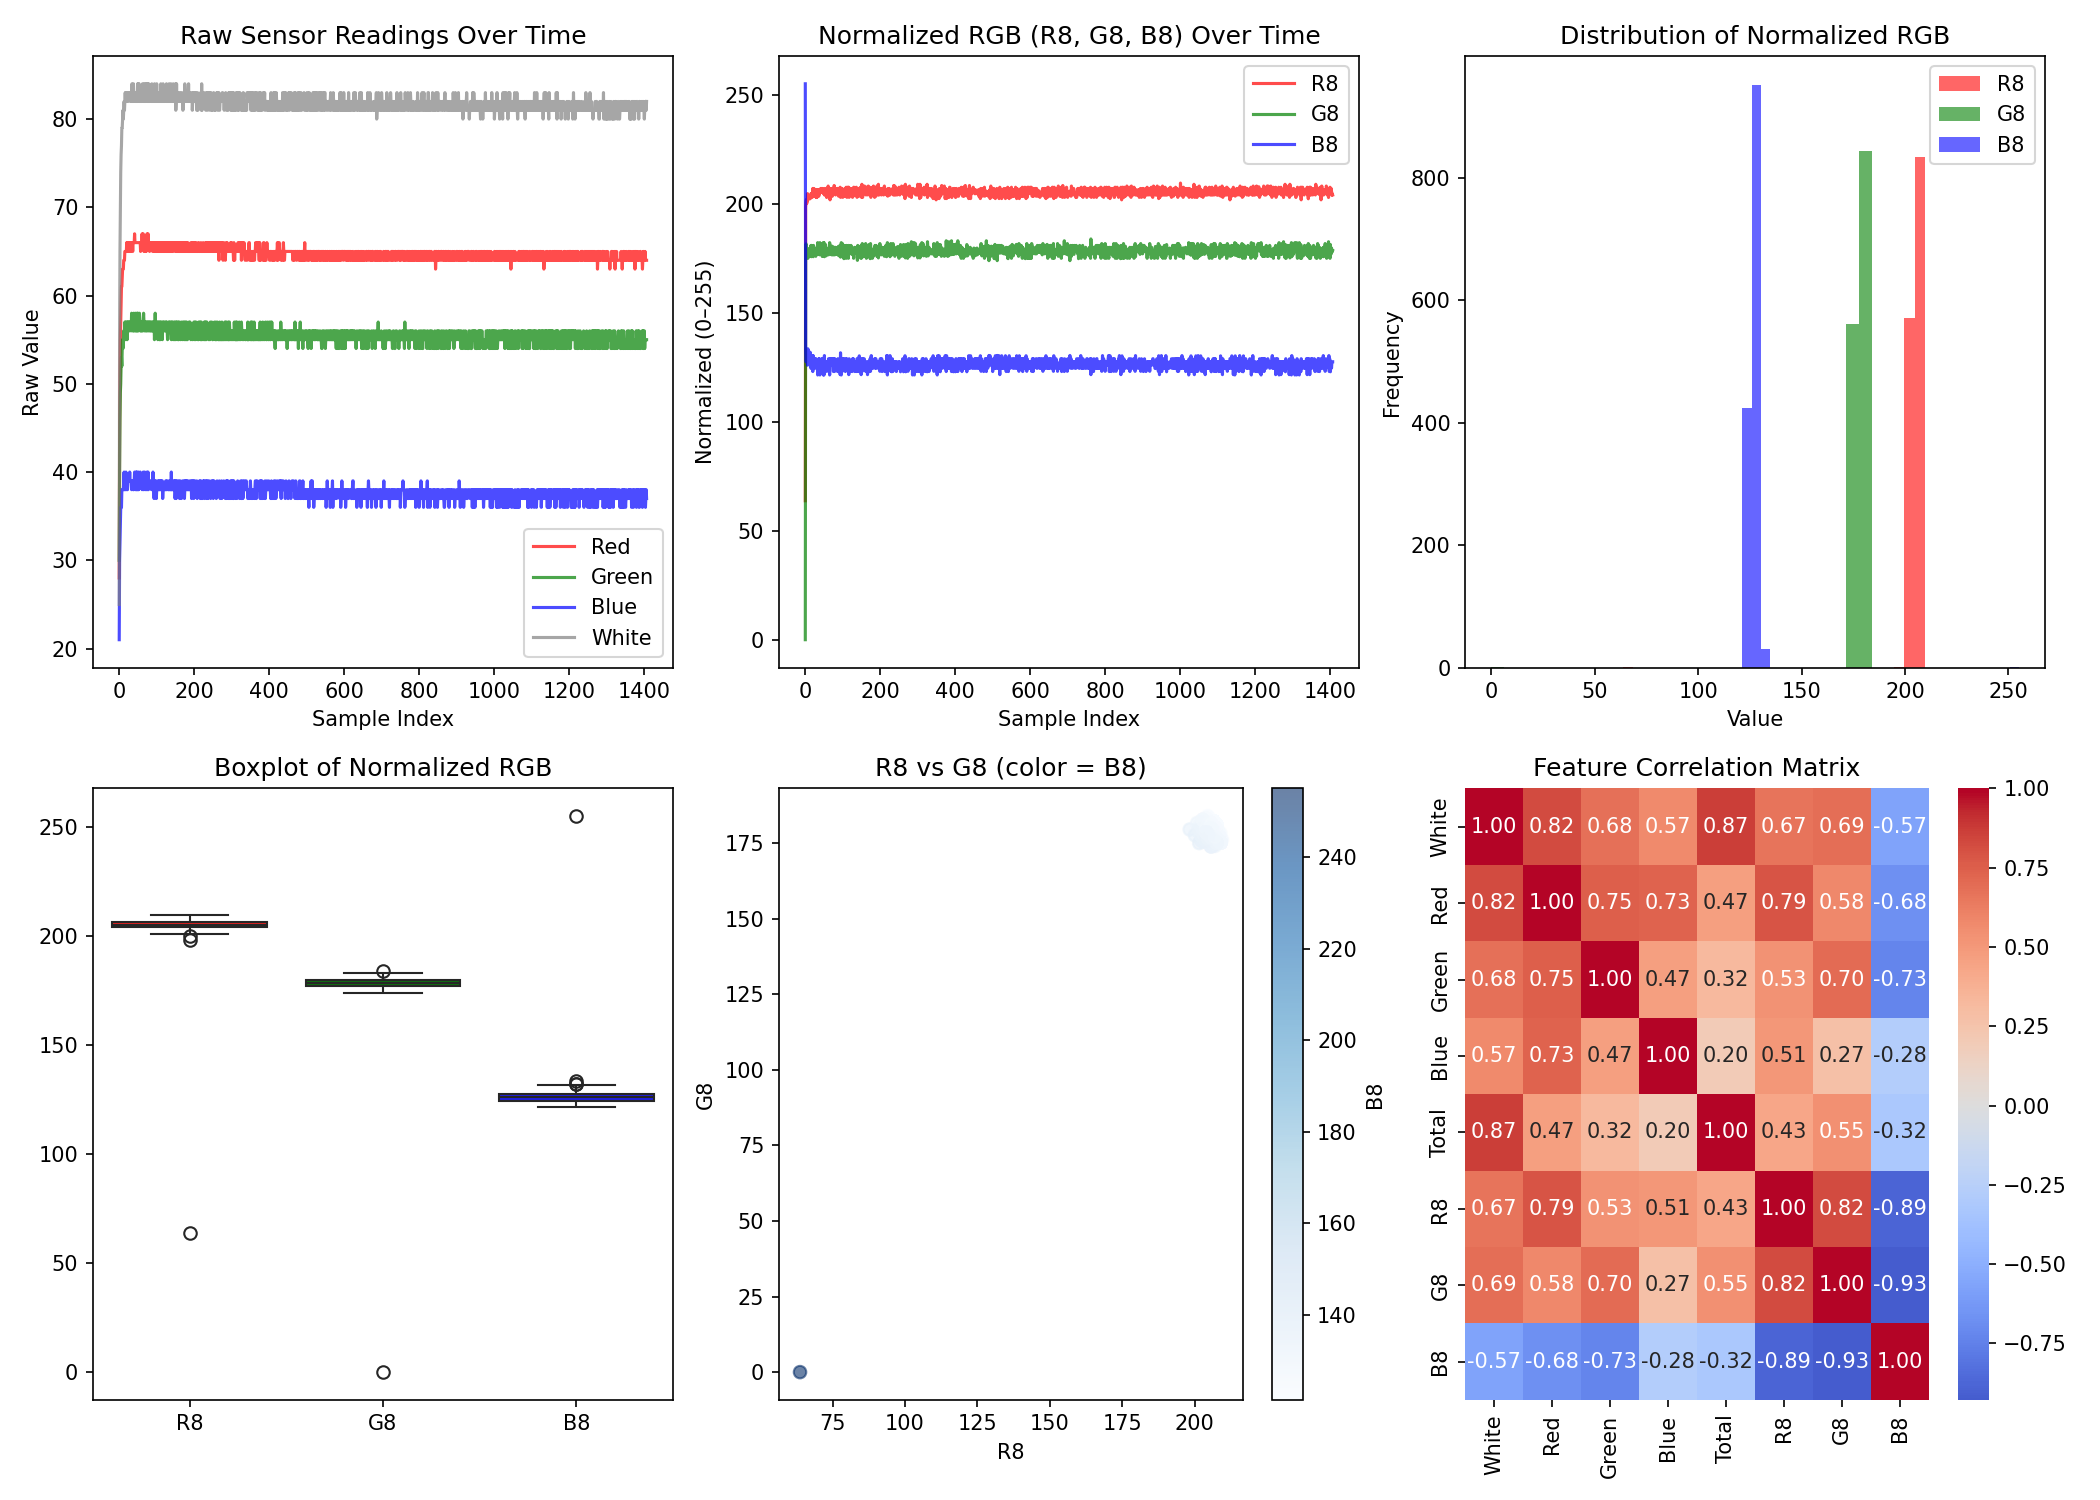 Raw Sensor Readings Over Time
Raw Value
80
70
60
50
40
30
20
Red
Green
Blue
White
0 200 400 600 800 1000 1200 1400
Sample Index
Normalized RGB (R8, G8, B8) Over Time
Normalized (0–255)
250
200
150
100
50
0
R8
G8
B8
0 200 400 600 800 1000 1200 1400
Sample Index
Distribution of Normalized RGB
Frequency
800
600
400
200
0
R8
G8
B8
0 50 100 150 200 250
Value
Boxplot of Normalized RGB
250
200
150
100
50
0
R8 G8 B8
R8 vs G8 (color = B8)
G8
175
150
125
100
75
50
25
0
75 100 125 150 175 200
R8
240
220
200
180
160
140
B8
Feature Correlation Matrix
White 1.00 0.82 0.68 0.57 0.87 0.67 0.69 -0.57
Red 0.82 1.00 0.75 0.73 0.47 0.79 0.58 -0.68
Green 0.68 0.75 1.00 0.47 0.32 0.53 0.70 -0.73
Blue 0.57 0.73 0.47 1.00 0.20 0.51 0.27 -0.28
Total 0.87 0.47 0.32 0.20 1.00 0.43 0.55 -0.32
R8 0.67 0.79 0.53 0.51 0.43 1.00 0.82 -0.89
G8 0.69 0.58 0.70 0.27 0.55 0.82 1.00 -0.93
B8 -0.57 -0.68 -0.73 -0.28 -0.32 -0.89 -0.93 1.00
White Red Green Blue Total R8 G8 B8
1.00
0.75
0.50
0.25
0.00
−0.25
−0.50
−0.75